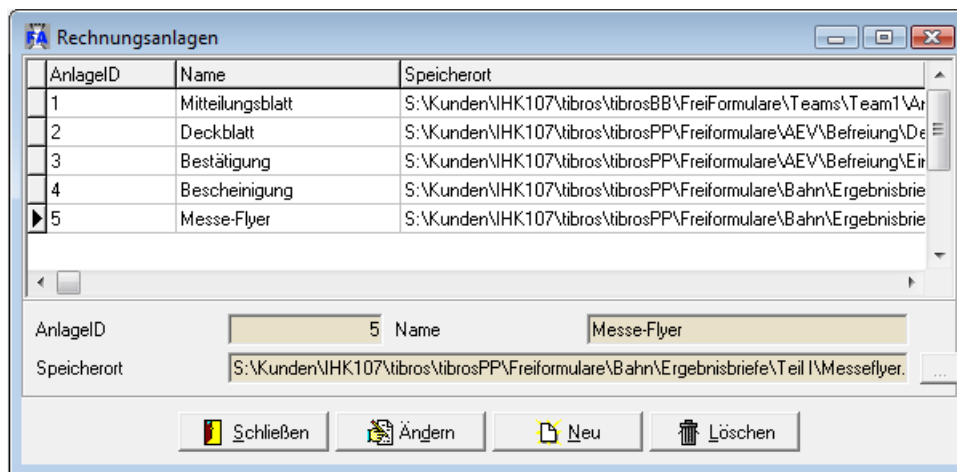 FA Rechnungsanlagen
AnlageID Name Speicherort
1 Mitteilungsblatt S:\Kunden\IHK107\tibros\tibrosBB\FreiFormulare\Teams\Team1\Ar
2 Deckblatt S:\Kunden\IHK107\tibros\tibrosPP\Freiformulare\AEV\Befreiung\De
3 Bestätigung S:\Kunden\IHK107\tibros\tibrosPP\Freiformulare\AEV\Befreiung\Eir
4 Bescheinigung S:\Kunden\IHK107\tibros\tibrosPP\Freiformulare\Bahn\Ergebnisbrie
5 Messe-Flyer S:\Kunden\IHK107\tibros\tibrosPP\Freiformulare\Bahn\Ergebnisbrie
AnlageID 5 Name Messe-Flyer
Speicherort S:\Kunden\IHK107\tibros\tibrosPP\Freiformulare\Bahn\Ergebnisbriefe\Teil I\Messeflyer. ...
Schließen Ändern Neu Löschen